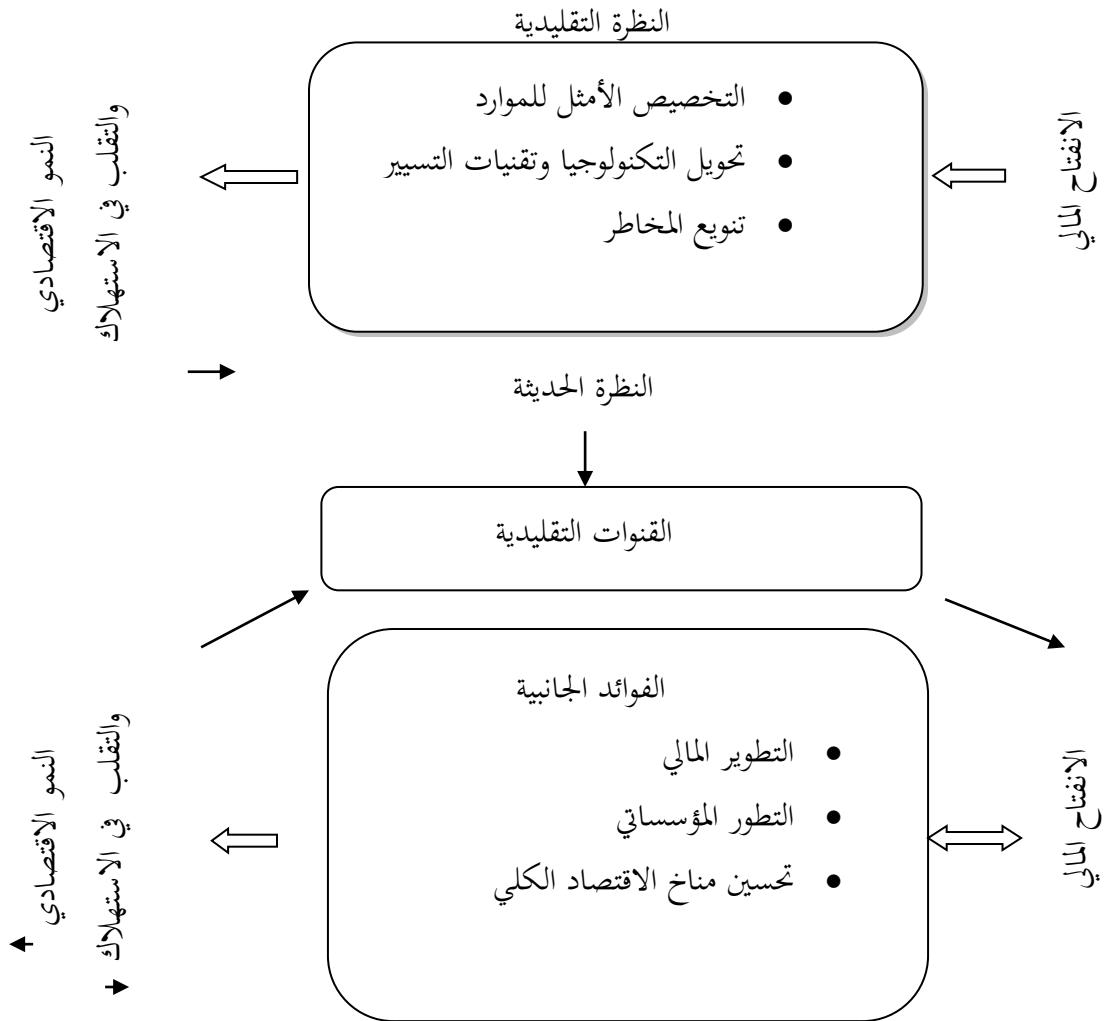 النظرة التقليدية
الانفتاح المالي
• التخصيص الأمثل للموارد
• تحويل التكنولوجيا وتقنيات التسيير
• تنويع المخاطر
النمو الاقتصادي
والتقلب في الاستهلاك
النظرة الحديثة
القنوات التقليدية
الانفتاح المالي
الفوائد الجانبية
• التطوير المالي
• التطور المؤسساتي
• تحسين مناخ الاقتصاد الكلي
النمو الاقتصادي
والتقلب في الاستهلاك